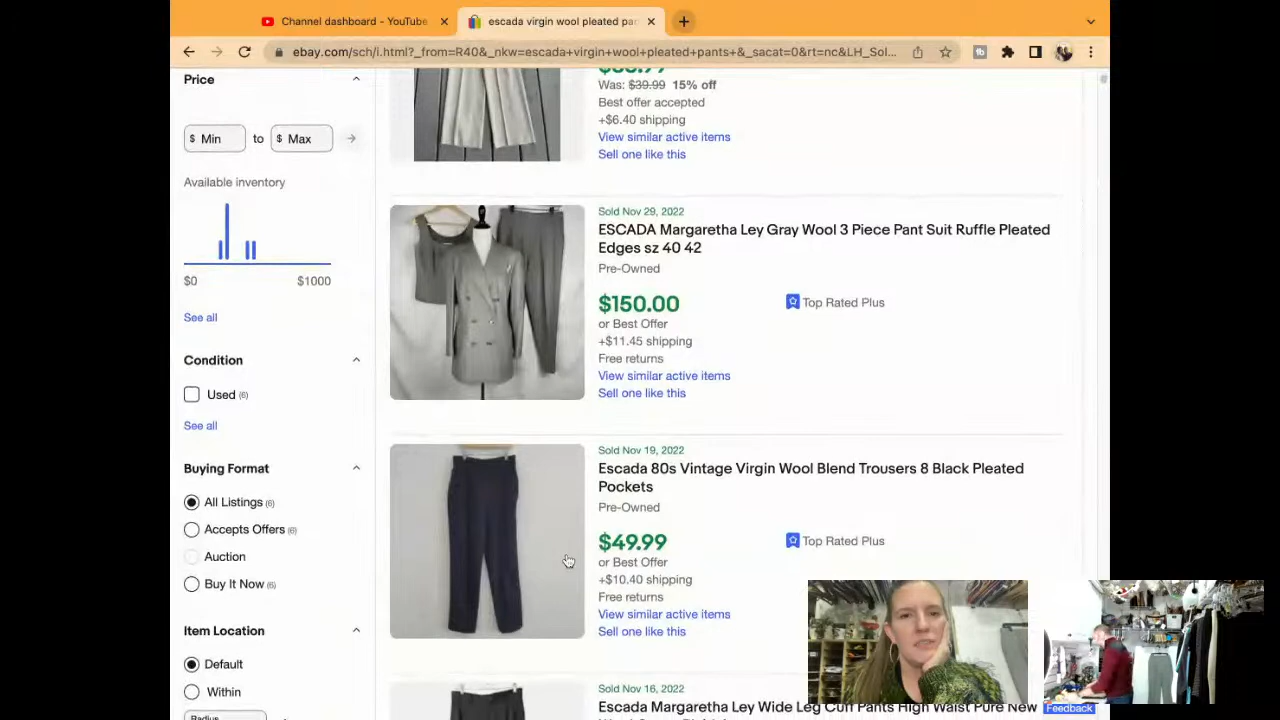 Channel dashboard - YouTube
escada virgin wool pleated pan
ebay.com/sch/i.html?_from=R40&_nkw=escada+virgin+wool+pleated+pants+&_sacat=0&rt=nc&LH_Sol...
Price
$ Min to $ Max
Available inventory
$0 $1000
See all
Condition
Used (6)
See all
Buying Format
All Listings (6)
Accepts Offers (6)
Auction
Buy It Now (6)
Item Location
Default
Within
Radius
Was: $39.99 15% off
Best offer accepted
+$6.40 shipping
View similar active items
Sell one like this
Sold Nov 29, 2022
ESCADA Margaretha Ley Gray Wool 3 Piece Pant Suit Ruffle Pleated
Edges sz 40 42
Pre-Owned
$150.00
Top Rated Plus
or Best Offer
+$11.45 shipping
Free returns
View similar active items
Sell one like this
Sold Nov 19, 2022
Escada 80s Vintage Virgin Wool Blend Trousers 8 Black Pleated
Pockets
Pre-Owned
$49.99
Top Rated Plus
or Best Offer
+$10.40 shipping
Free returns
View similar active items
Sell one like this
Sold Nov 16, 2022
Escada Margaretha Ley Wide Leg Cuff Pants High Waist Pure New
Feedback